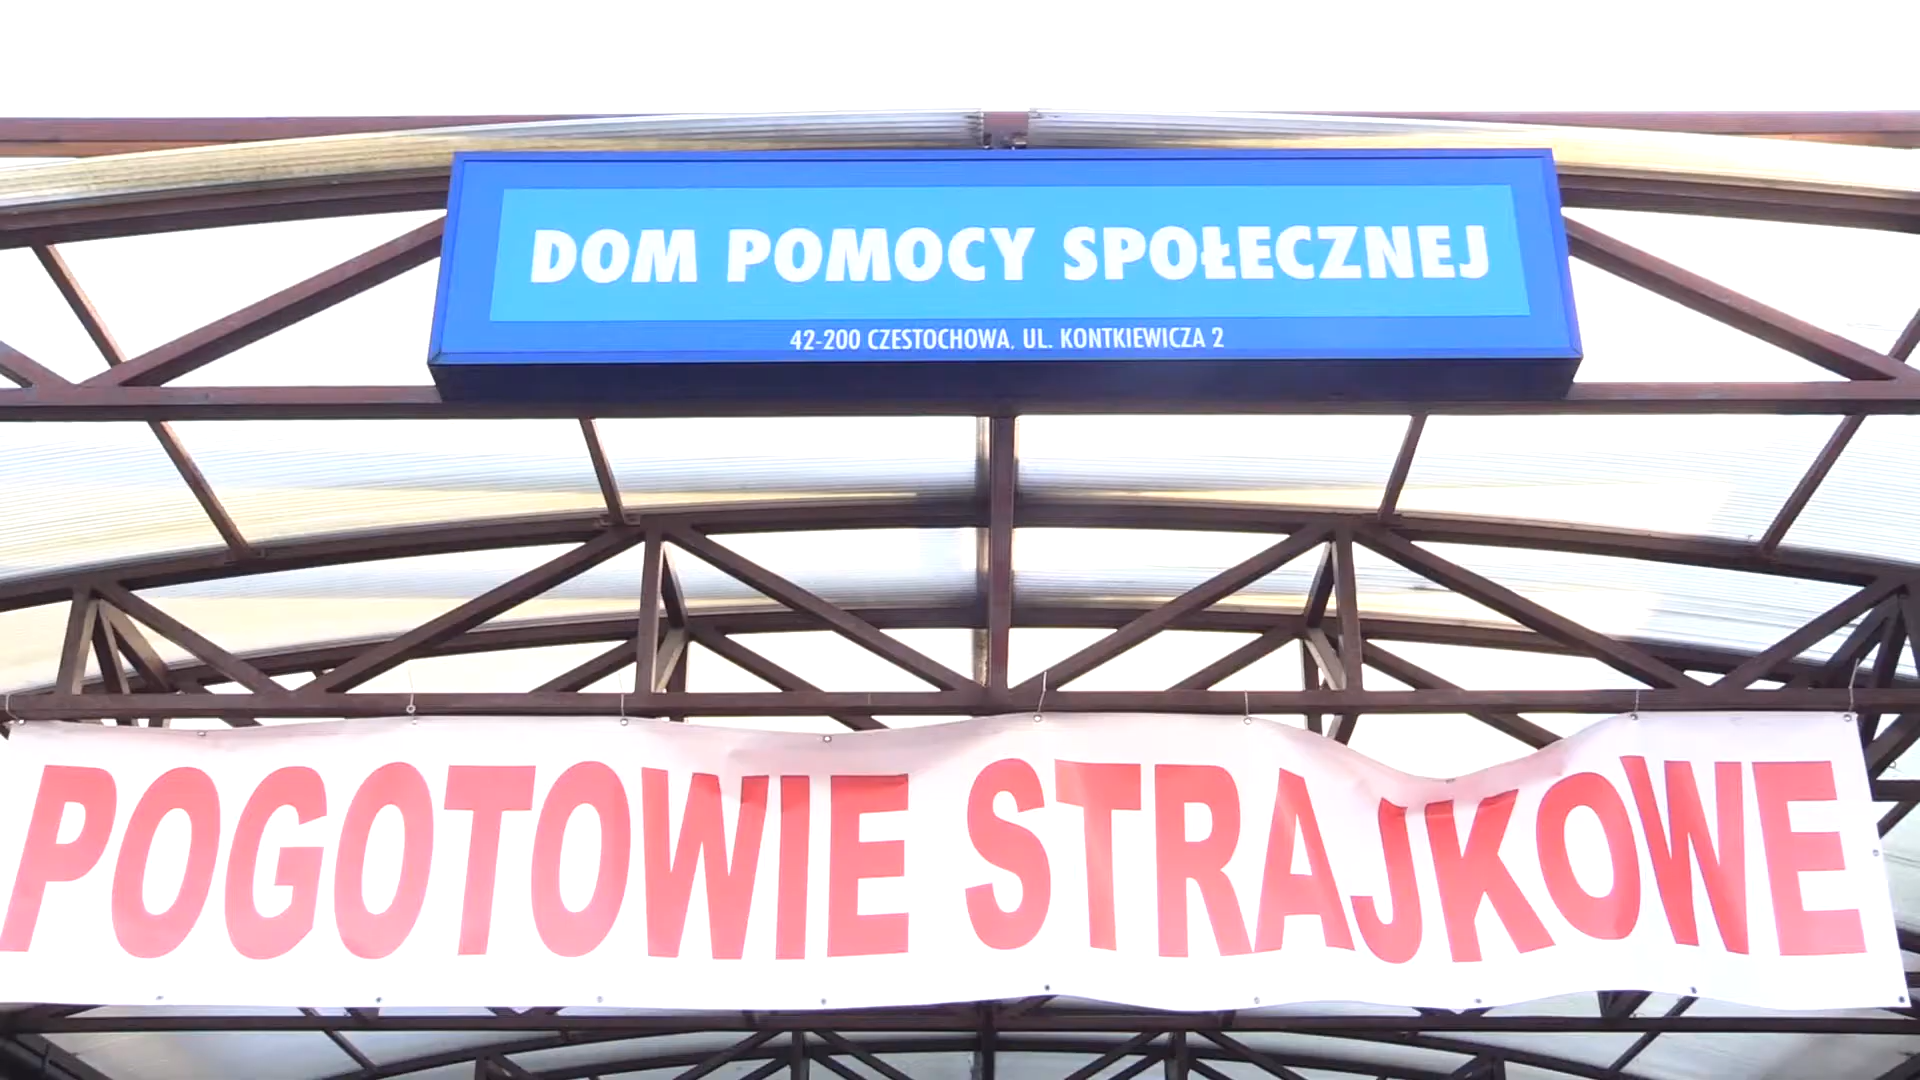 DOM POMOCY SPOŁECZNEJ
42-200 CZESTOCHOWA, UL. KONTKIEWICZA 2
POGOTOWIE STRAJKOWE